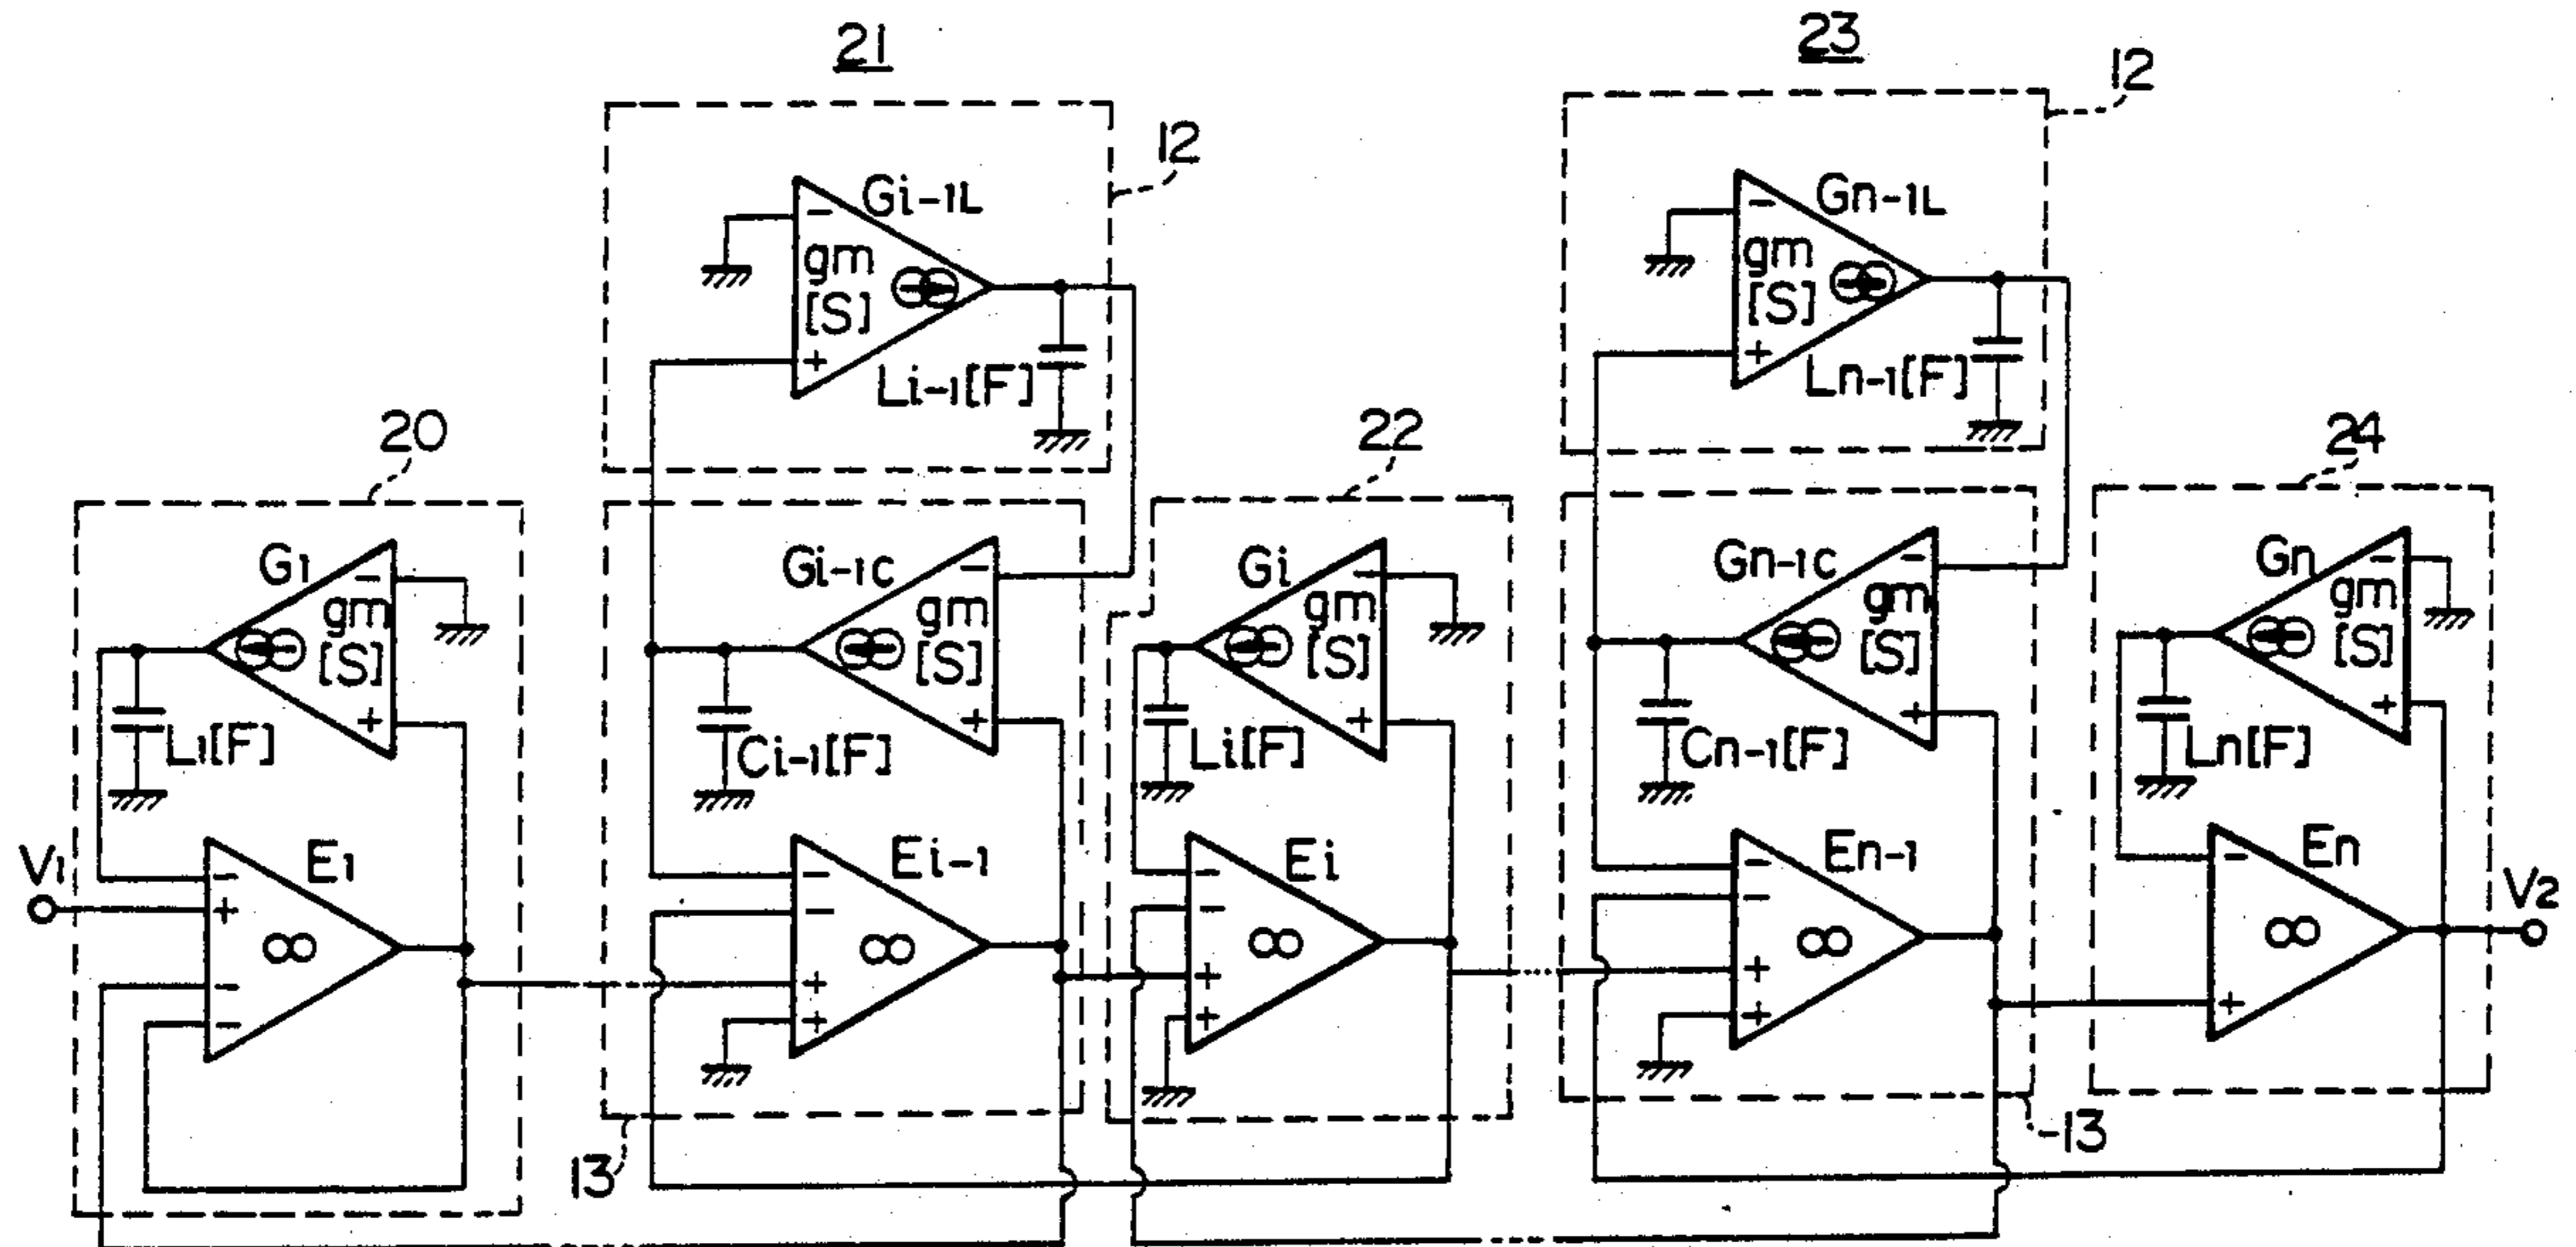 21
23
12
12
Gi-1L
gm
[S]
-
+
Li-1[F]
Gn-1L
gm
[S]
-
+
Ln-1[F]
20
22
24
G1
gm
[S]
-
+
L1[F]
Gi-1C
gm
[S]
-
+
Ci-1[F]
Gi
gm
[S]
-
+
Li[F]
Gn-1C
gm
[S]
-
+
Cn-1[F]
Gn
gm
[S]
-
+
Ln[F]
V1
E1
-
+
∞
-
-
Ei-1
-
-
∞
+
+
Ei
-
-
∞
+
+
En-1
-
-
∞
+
+
En
-
∞
+
V2
13
13